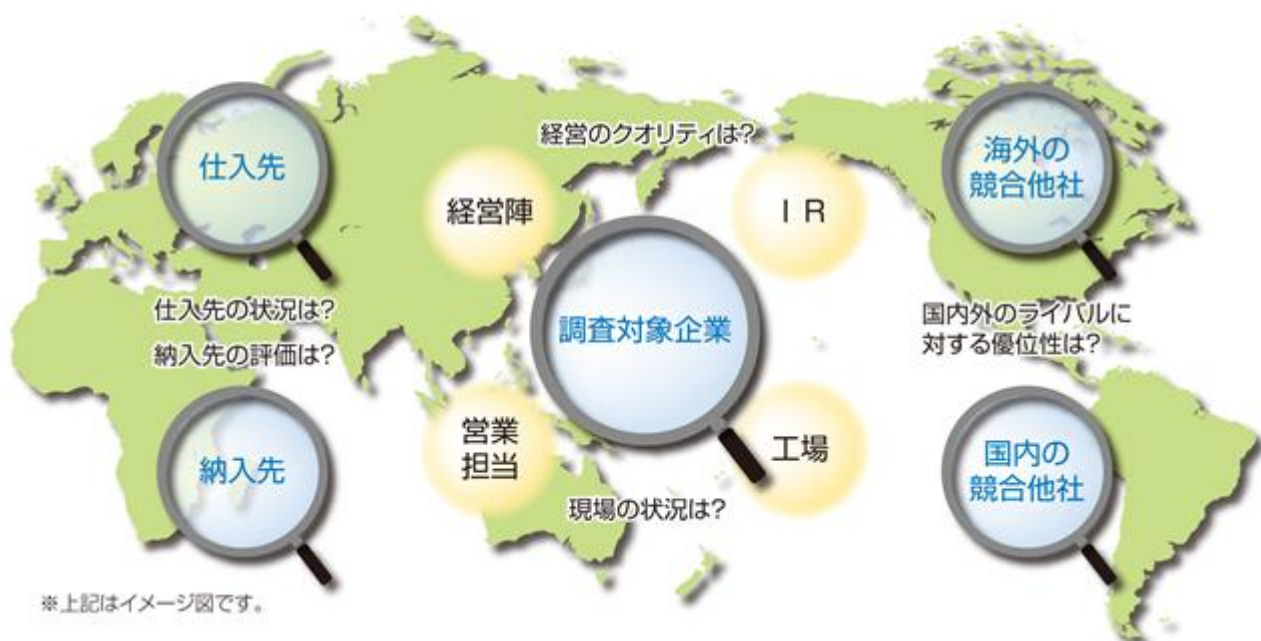 経営のクオリティは?
仕入先
海外の
競合他社
経営陣
ＩＲ
仕入先の状況は?
納入先の評価は?
調査対象企業
国内外のライバルに
対する優位性は?
営業
担当
工場
納入先
国内の
競合他社
現場の状況は?
※上記はイメージ図です。